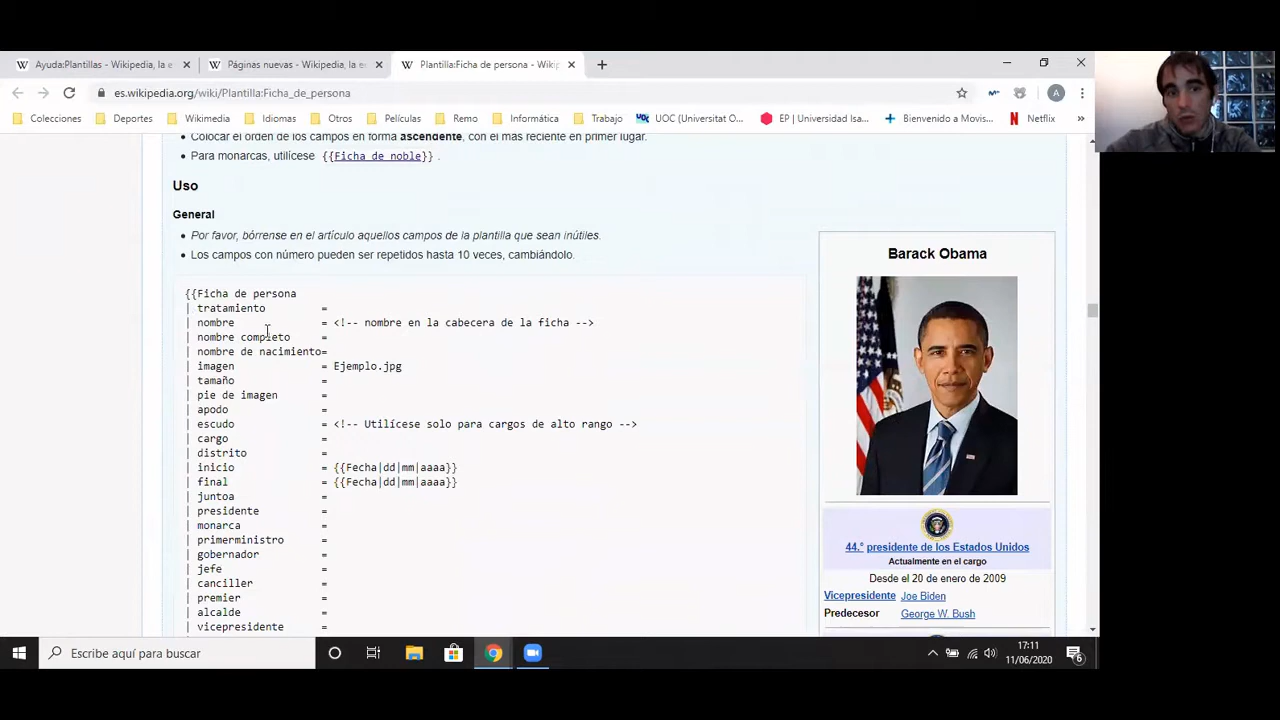 Ayuda:Plantillas - Wikipedia, la e
Páginas nuevas - Wikipedia, la en
Plantilla:Ficha de persona - Wiki
es.wikipedia.org/wiki/Plantilla:Ficha_de_persona
Colecciones
Deportes
Wikimedia
Idiomas
Otros
Películas
Remo
Informática
Trabajo
UOC (Universitat O...
EP | Universidad Isa...
Bienvenido a Movis...
Netflix
Colocar el orden de los campos en forma ascendente, con el más reciente en primer lugar.
Para monarcas, utilícese {{Ficha de noble}} .
Uso
General
Por favor, bórrense en el artículo aquellos campos de la plantilla que sean inútiles.
Los campos con número pueden ser repetidos hasta 10 veces, cambiándolo.
{{Ficha de persona
| tratamiento =
| nombre = <!-- nombre en la cabecera de la ficha -->
| nombre completo =
| nombre de nacimiento=
| imagen = Ejemplo.jpg
| tamaño =
| pie de imagen =
| apodo =
| escudo = <!-- Utilícese solo para cargos de alto rango -->
| cargo =
| distrito =
| inicio = {{Fecha|dd|mm|aaaa}}
| final = {{Fecha|dd|mm|aaaa}}
| juntoa =
| presidente =
| monarca =
| primerministro =
| gobernador =
| jefe =
| canciller =
| premier =
| alcalde =
| vicepresidente =
Barack Obama
44.° presidente de los Estados Unidos
Actualmente en el cargo
Desde el 20 de enero de 2009
Vicepresidente Joe Biden
Predecesor George W. Bush
Escribe aquí para buscar
17:11
11/06/2020
6